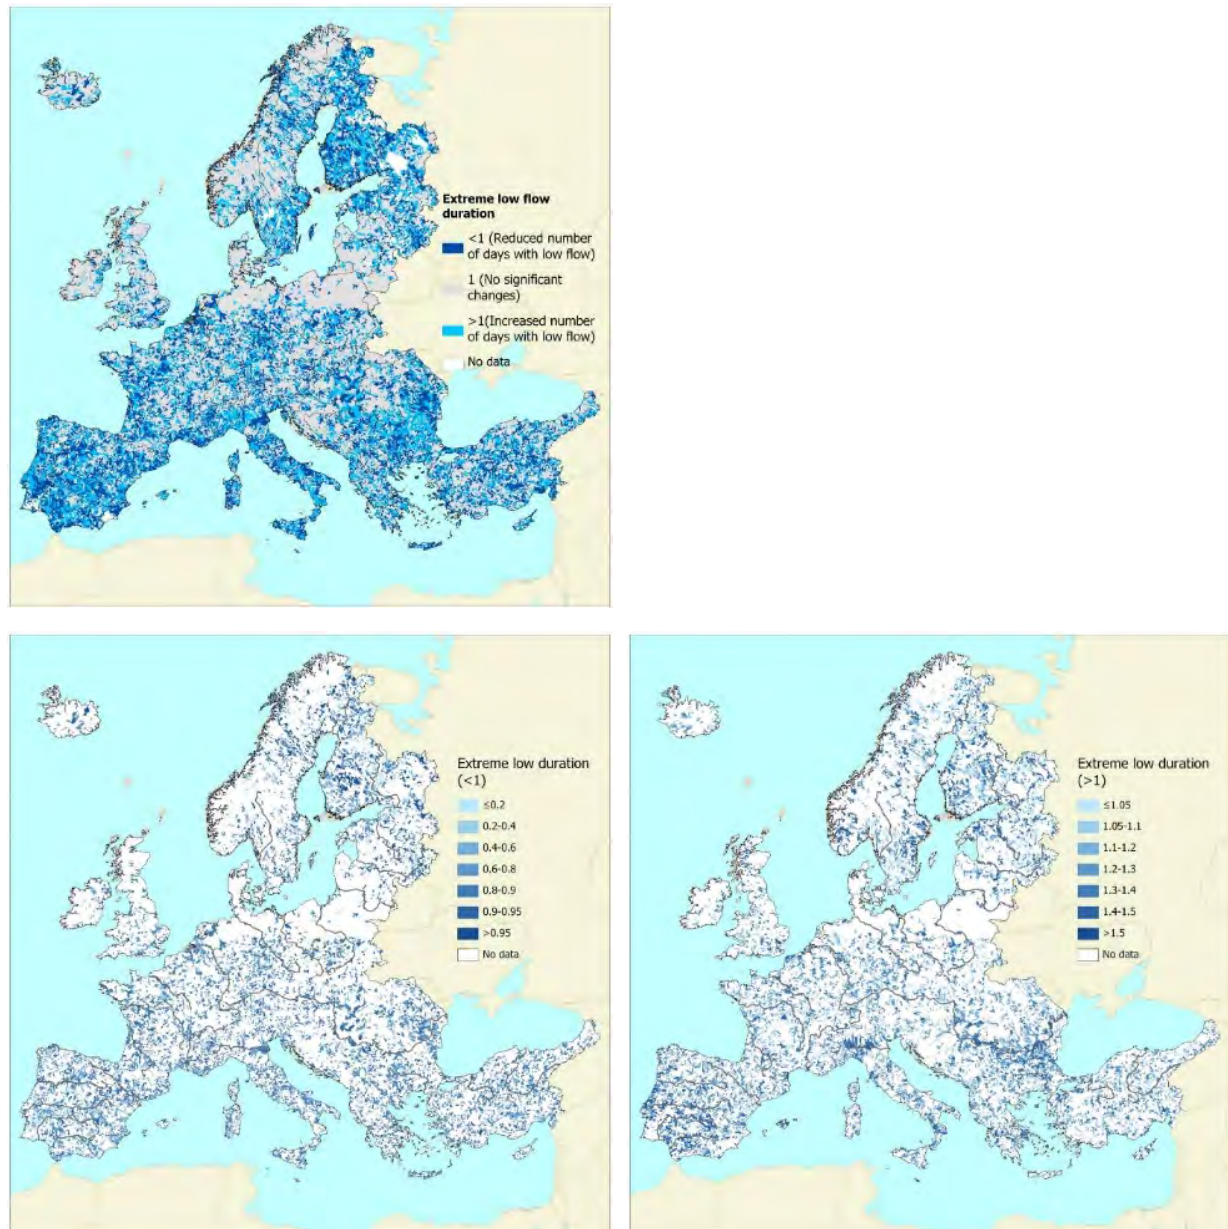 Extreme low flow
duration
<1 (Reduced number
of days with low flow)
1 (No significant
changes)
>1(Increased number
of days with low flow)
No data
Extreme low duration
(<1)
≤0.2
0.2-0.4
0.4-0.6
0.6-0.8
0.8-0.9
0.9-0.95
>0.95
No data
Extreme low duration
(>1)
≤1.05
1.05-1.1
1.1-1.2
1.2-1.3
1.3-1.4
1.4-1.5
>1.5
No data